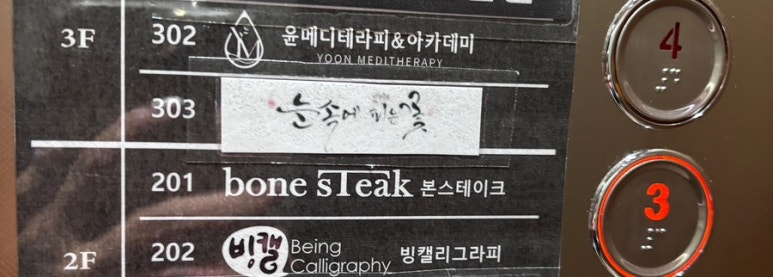 3F 302 윤메디테라피&아카데미
YOON MEDITHERAPY
303 눈속에 피는 꽃
201 bone sTeak 본스테이크
2F 202 빙캘 Being Calligraphy 빙캘리그라피
4
3